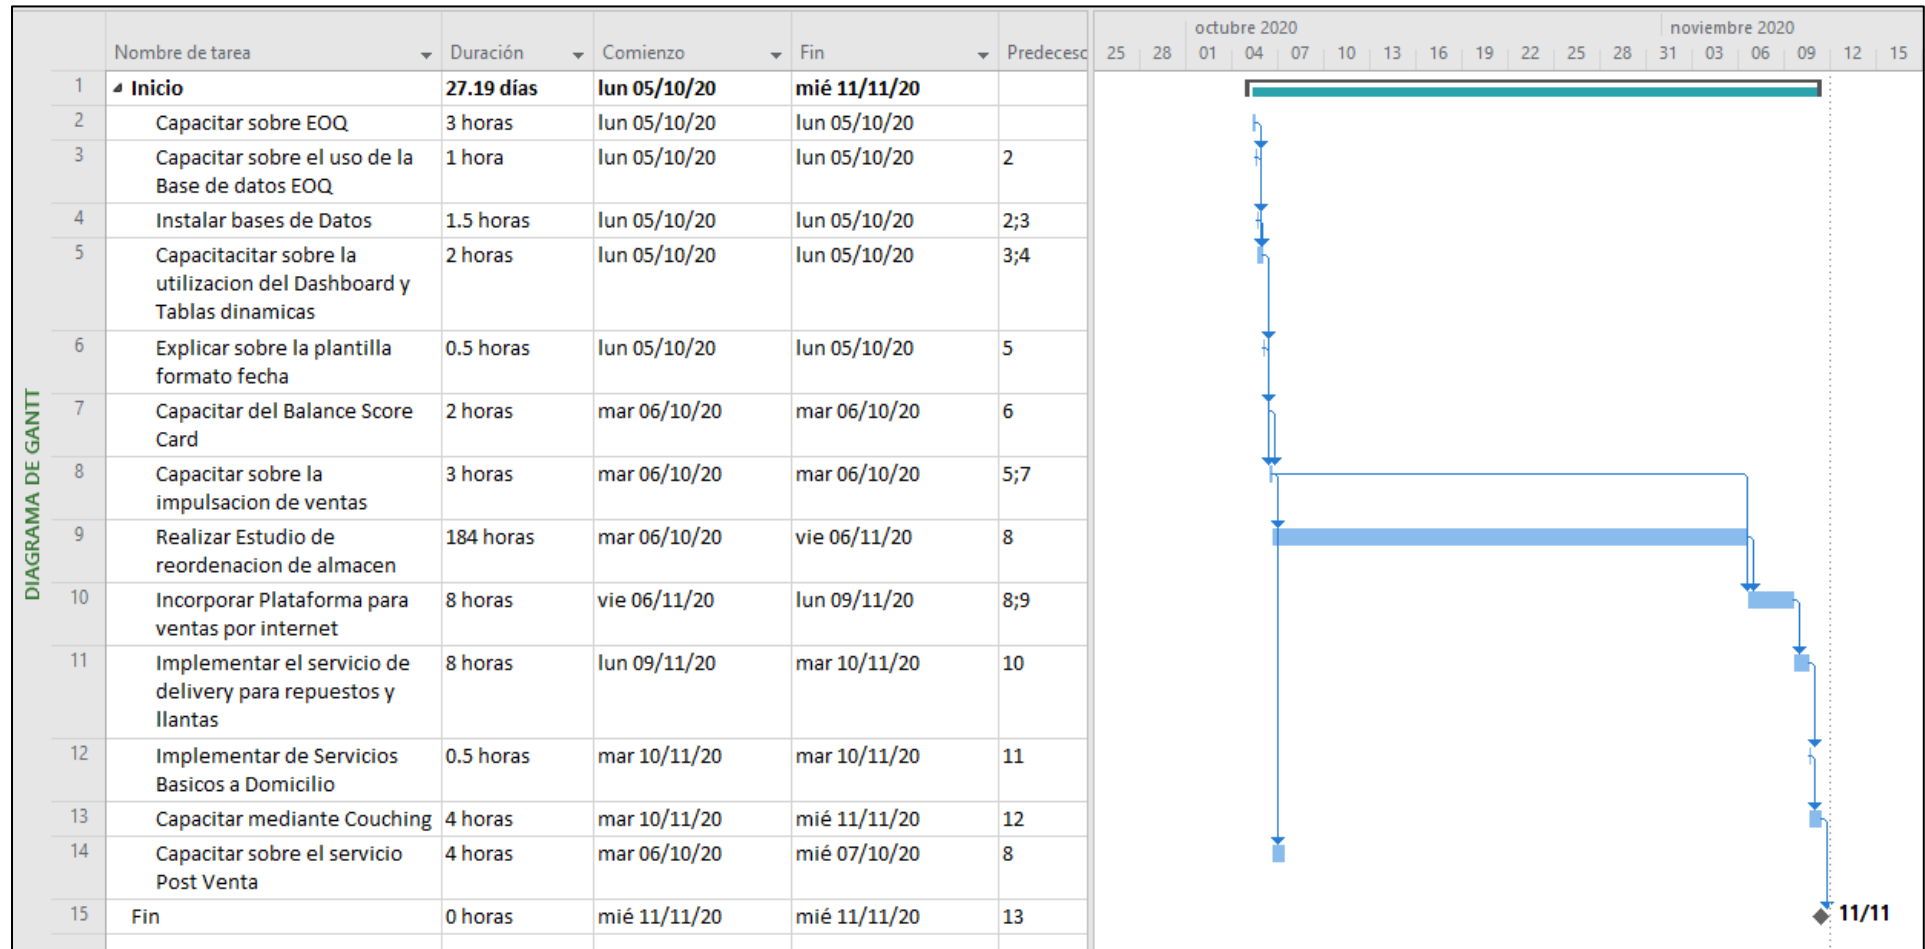 octubre 2020 noviembre 2020
Nombre de tarea Duración Comienzo Fin Predecesc 25 28 01 04 07 10 13 16 19 22 25 28 31 03 06 09 12 15
1 Inicio 27.19 días lun 05/10/20 mié 11/11/20
2 Capacitar sobre EOQ 3 horas lun 05/10/20 lun 05/10/20
3 Capacitar sobre el uso de la 1 hora lun 05/10/20 lun 05/10/20 2
Base de datos EOQ
4 Instalar bases de Datos 1.5 horas lun 05/10/20 lun 05/10/20 2;3
5 Capacitacitar sobre la 2 horas lun 05/10/20 lun 05/10/20 3;4
utilizacion del Dashboard y
Tablas dinamicas
6 Explicar sobre la plantilla 0.5 horas lun 05/10/20 lun 05/10/20 5
formato fecha
7 Capacitar del Balance Score 2 horas mar 06/10/20 mar 06/10/20 6
Card
8 Capacitar sobre la 3 horas mar 06/10/20 mar 06/10/20 5;7
impulsacion de ventas
9 Realizar Estudio de 184 horas mar 06/10/20 vie 06/11/20 8
reordenacion de almacen
10 Incorporar Plataforma para 8 horas vie 06/11/20 lun 09/11/20 8;9
ventas por internet
11 Implementar el servicio de 8 horas lun 09/11/20 mar 10/11/20 10
delivery para repuestos y
llantas
12 Implementar de Servicios 0.5 horas mar 10/11/20 mar 10/11/20 11
Basicos a Domicilio
13 Capacitar mediante Couching 4 horas mar 10/11/20 mié 11/11/20 12
14 Capacitar sobre el servicio 4 horas mar 06/10/20 mié 07/10/20 8
Post Venta
15 Fin 0 horas mié 11/11/20 mié 11/11/20 13 11/11
DIAGRAMA DE GANTT